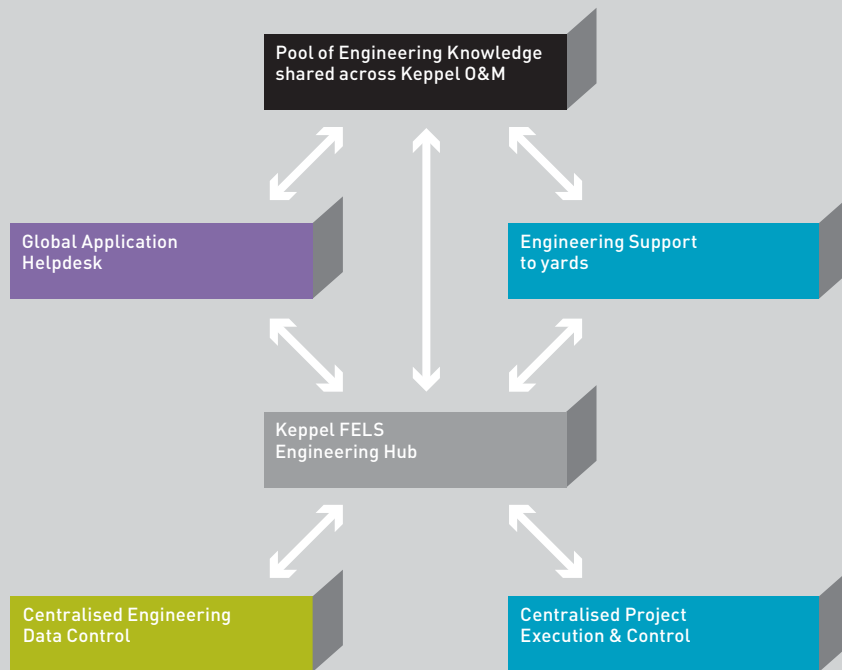 Pool of Engineering Knowledge
shared across Keppel O&M
Global Application
Helpdesk
Engineering Support
to yards
Keppel FELS
Engineering Hub
Centralised Engineering
Data Control
Centralised Project
Execution & Control